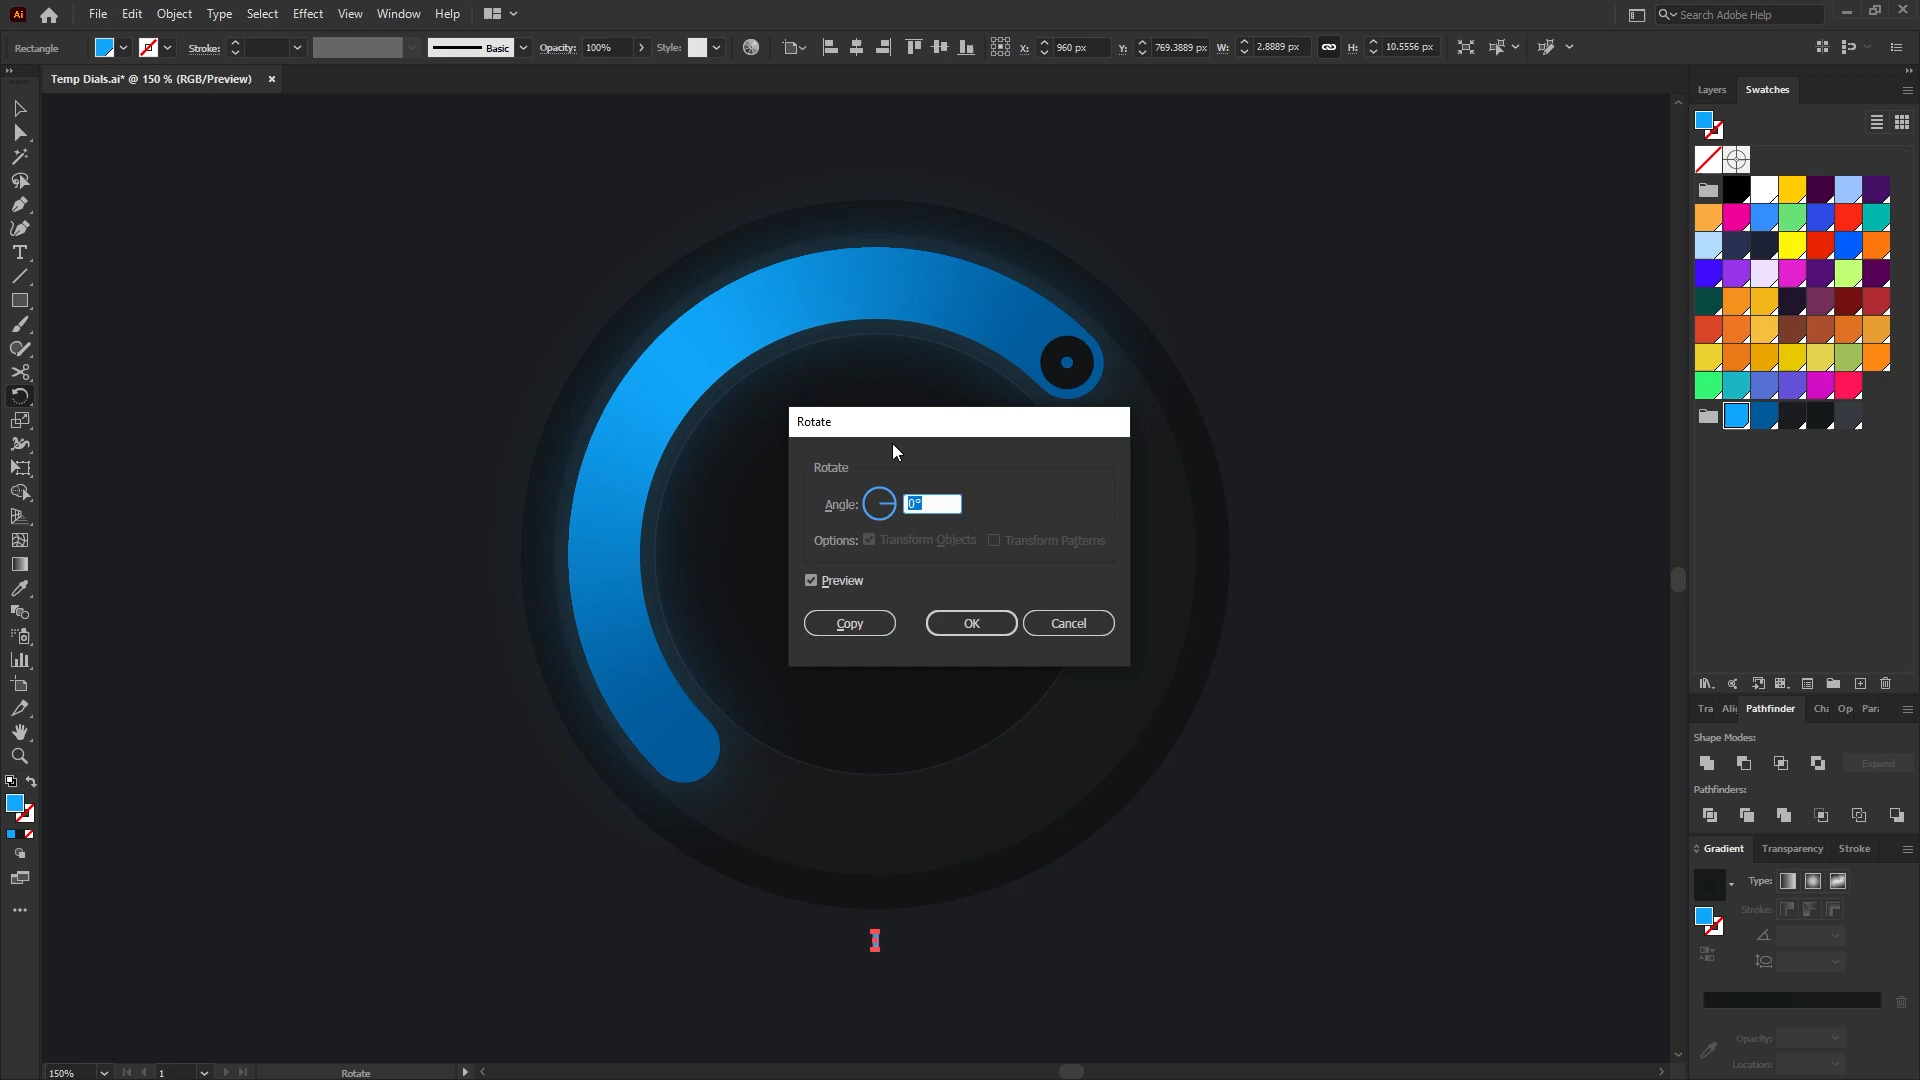 Ai File Edit Object Type Select Effect View Window Help Search Adobe Help
Rectangle Stroke: Basic Opacity: 100% Style: X: 960 px Y: 769.3889 px W: 2.8889 px H: 10.5556 px
Temp Dials.ai* @ 150 % (RGB/Preview) ×
Layers Swatches
Rotate
Rotate
Angle: 0°
Options: Transform Objects Transform Patterns
Preview
Copy OK Cancel
Tra Alig Pathfinder Cha Op Para
Shape Modes:
Expand
Pathfinders:
Gradient Transparency Stroke
Type:
Stroke:
Opacity:
Location:
150% 1 Rotate